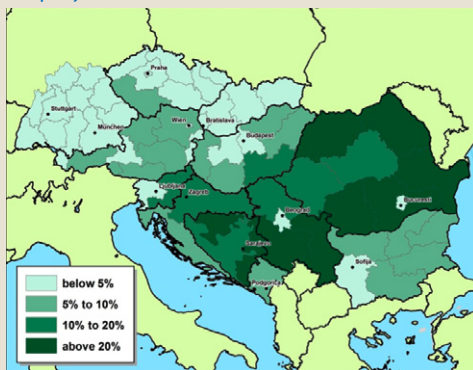 Praha
Stuttgart
München
Wien
Bratislava
Budapest
Ljubljana
Zagreb
Beograd
Bucuresti
Sarajevo
Sofija
Podgorica
below 5%
5% to 10%
10% to 20%
above 20%